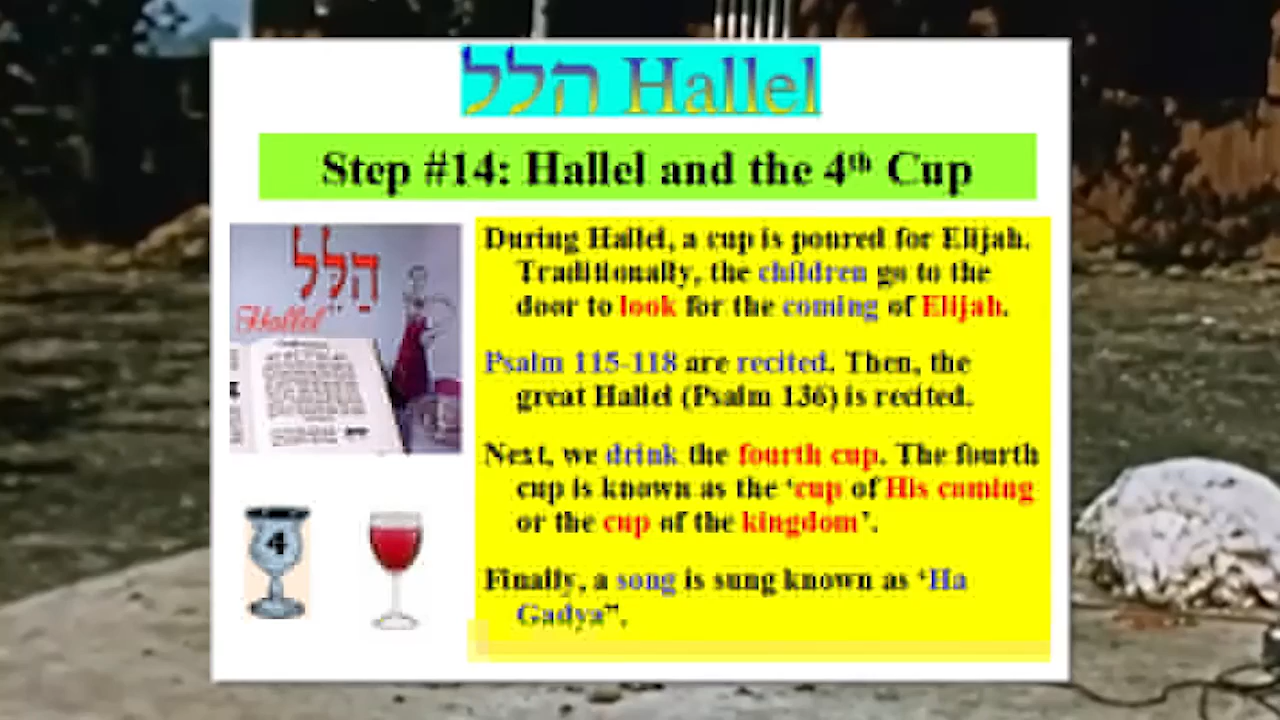 הלל Hallel
Step #14: Hallel and the 4th Cup
הַלֵּל
Hallel
During Hallel, a cup is poured for Elijah.
Traditionally, the children go to the
door to look for the coming of Elijah.
Psalm 115-118 are recited. Then, the
great Hallel (Psalm 136) is recited.
Next, we drink the fourth cup. The fourth
cup is known as the ‘cup of His coming
or the cup of the kingdom’.
4
Finally, a song is sung known as ‘Ha
Gadya”.